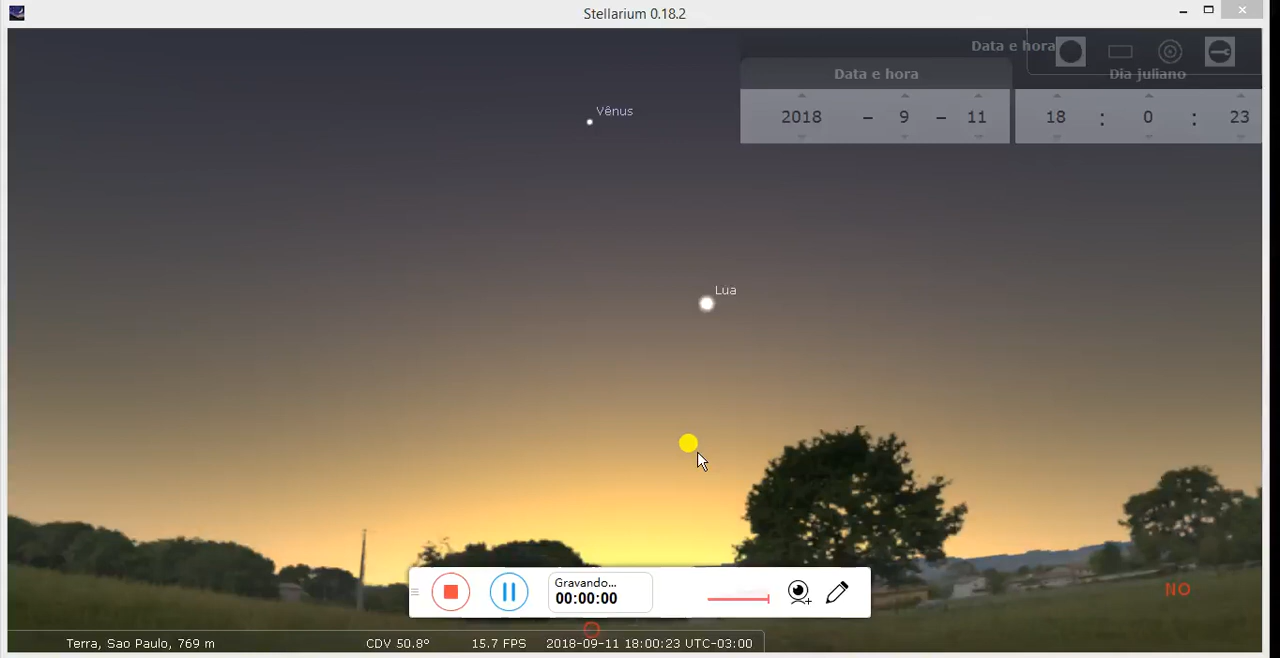 Stellarium 0.18.2
Data e hora
Data e hora
Dia juliano
2018 – 9 – 11 18 : 0 : 23
Vênus
Lua
Gravando...
00:00:00
NO
O
Terra, Sao Paulo, 769 m CDV 50.8° 15.7 FPS 2018-09-11 18:00:23 UTC-03:00